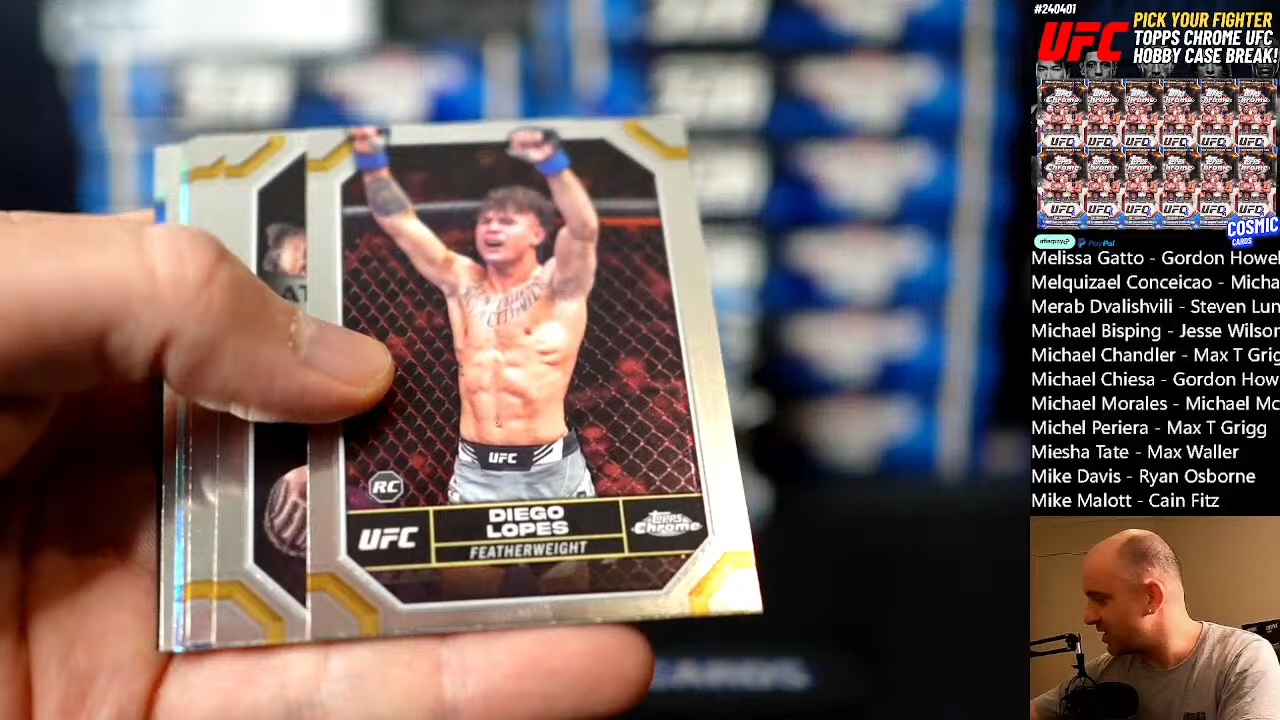 #240401
UFC
PICK YOUR FIGHTER
TOPPS CHROME UFC
HOBBY CASE BREAK!
COSMIC
CARDS
afterpay
PayPal
Melissa Gatto - Gordon Howel
Melquizael Conceicao - Micha
Merab Dvalishvili - Steven Lun
Michael Bisping - Jesse Wilson
Michael Chandler - Max T Grig
Michael Chiesa - Gordon How
Michael Morales - Michael Mc
Michel Periera - Max T Grigg
Miesha Tate - Max Waller
Mike Davis - Ryan Osborne
Mike Malott - Cain Fitz
UFC
RC
UFC
DIEGO
LOPES
FEATHERWEIGHT
TOPPS
Chrome
AT
CARDS